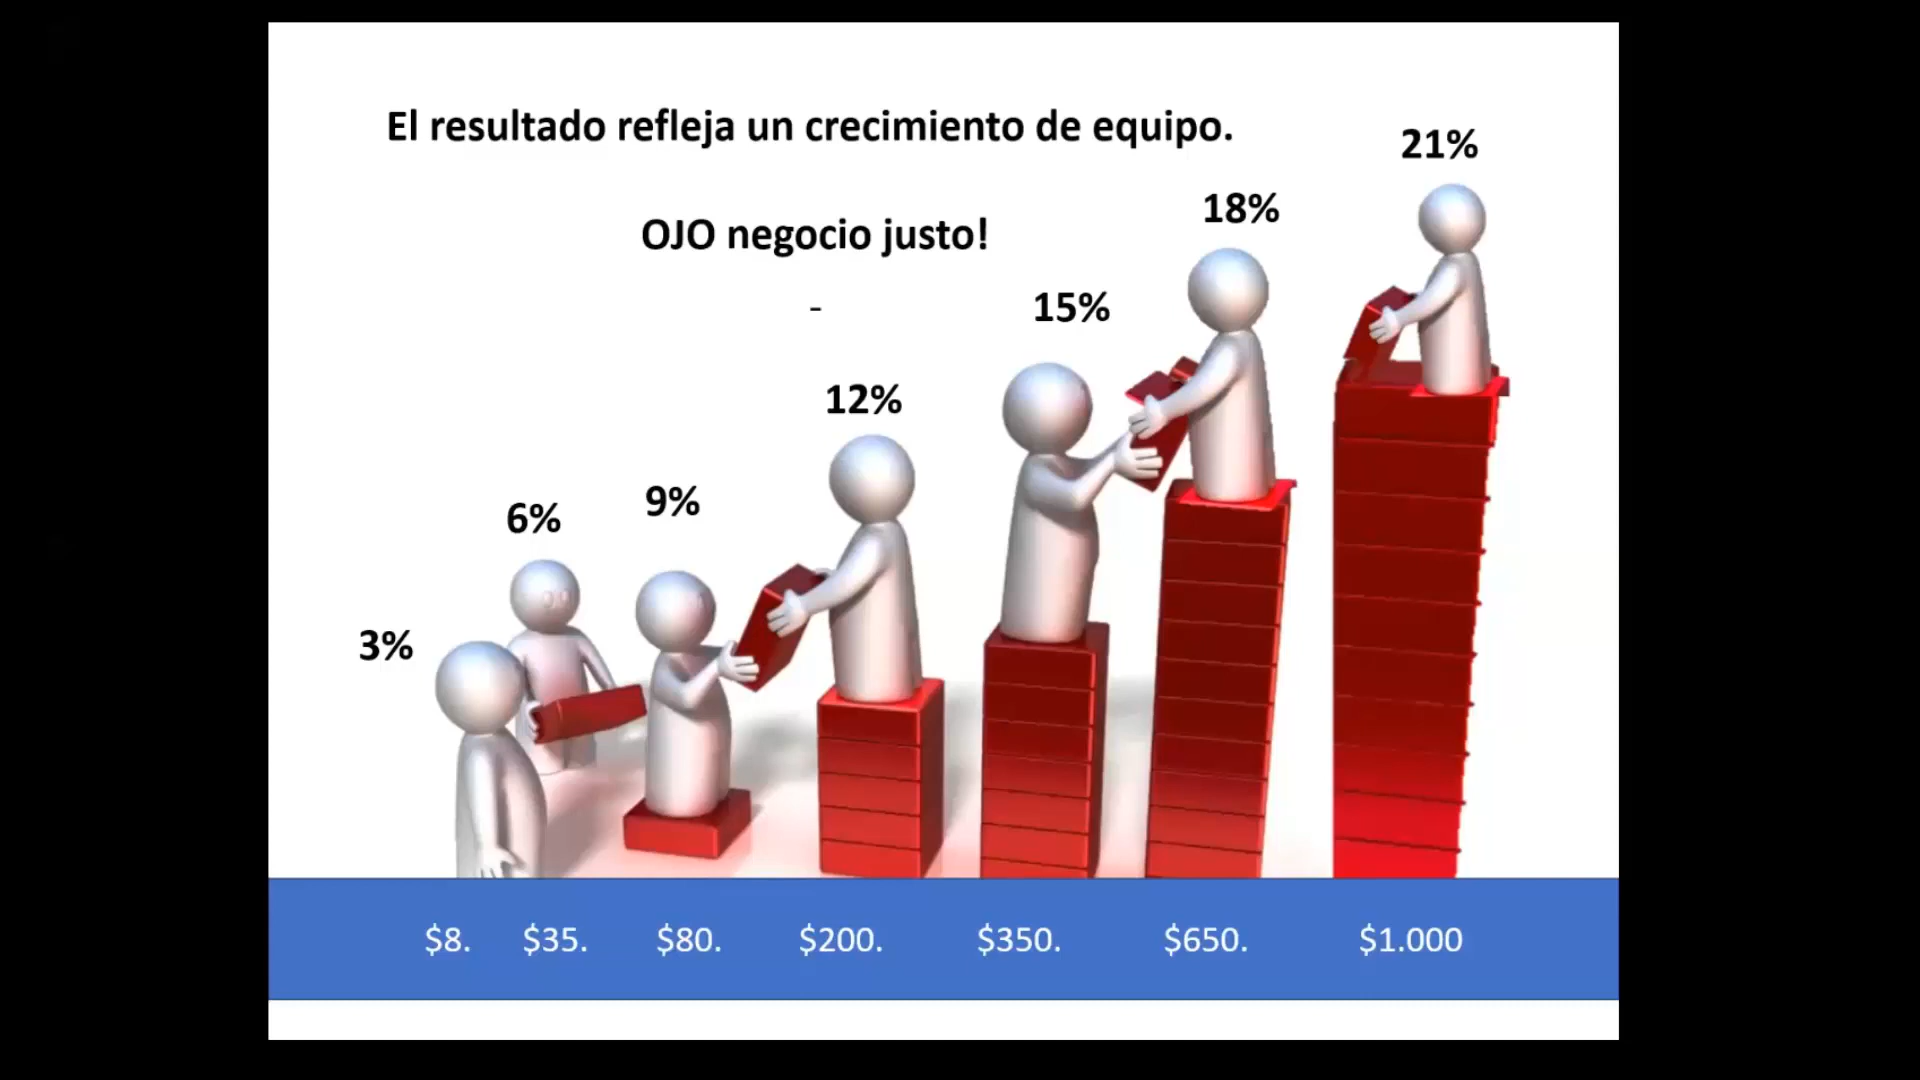 El resultado refleja un crecimiento de equipo.
OJO negocio justo!
-
3%
6%
9%
12%
15%
18%
21%
$8. $35. $80. $200. $350. $650. $1.000